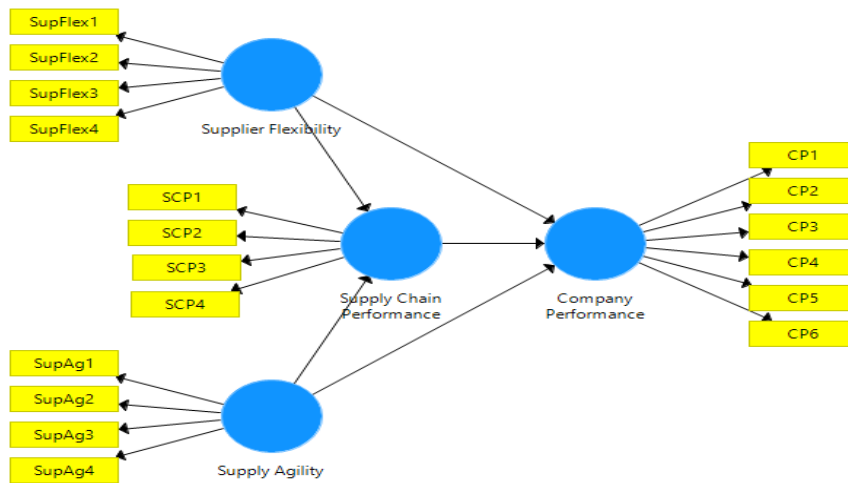 SupFlex1
SupFlex2
SupFlex3
SupFlex4
Supplier Flexibility
SCP1
SCP2
SCP3
SCP4
Supply Chain
Performance
Company
Performance
CP1
CP2
CP3
CP4
CP5
CP6
SupAg1
SupAg2
SupAg3
SupAg4
Supply Agility